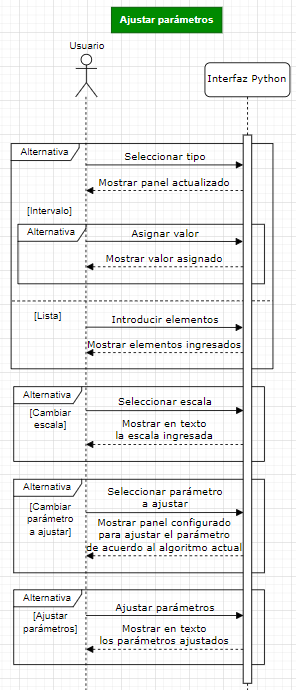 Ajustar parámetros
Usuario
Interfaz Python
Alternativa
Seleccionar tipo
Mostrar panel actualizado
[Intervalo]
Alternativa
Asignar valor
Mostrar valor asignado
[Lista]
Introducir elementos
Mostrar elementos ingresados
Alternativa
Seleccionar escala
[Cambiar
escala]
Mostrar en texto
la escala ingresada
Alternativa
Seleccionar parámetro
a ajustar
[Cambiar
parámetro
a ajustar]
Mostrar panel configurado
para ajustar el parámetro
de acuerdo al algoritmo actual
Alternativa
Ajustar parámetros
[Ajustar
parámetros]
Mostrar en texto
los parámetros ajustados